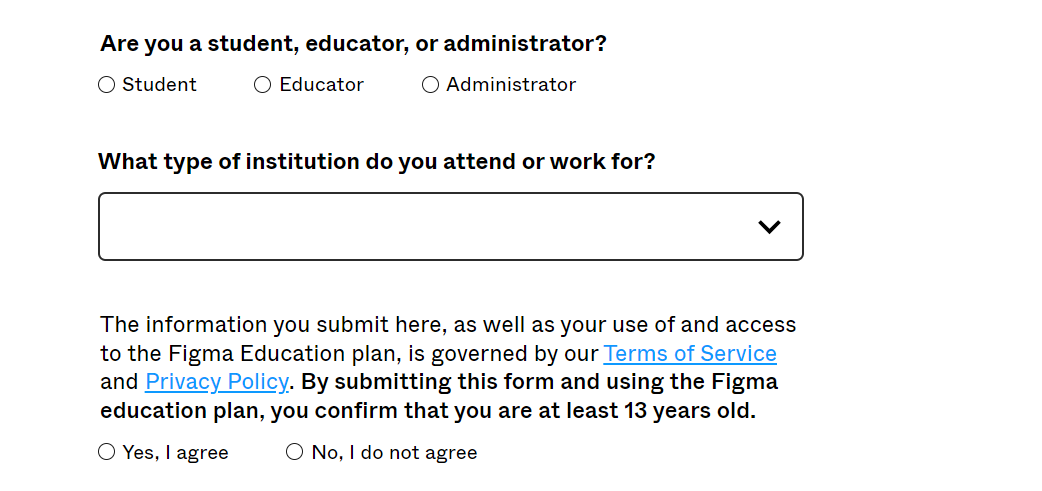 Are you a student, educator, or administrator?
Student Educator Administrator
What type of institution do you attend or work for?
The information you submit here, as well as your use of and access
to the Figma Education plan, is governed by our Terms of Service
and Privacy Policy. By submitting this form and using the Figma
education plan, you confirm that you are at least 13 years old.
Yes, I agree No, I do not agree